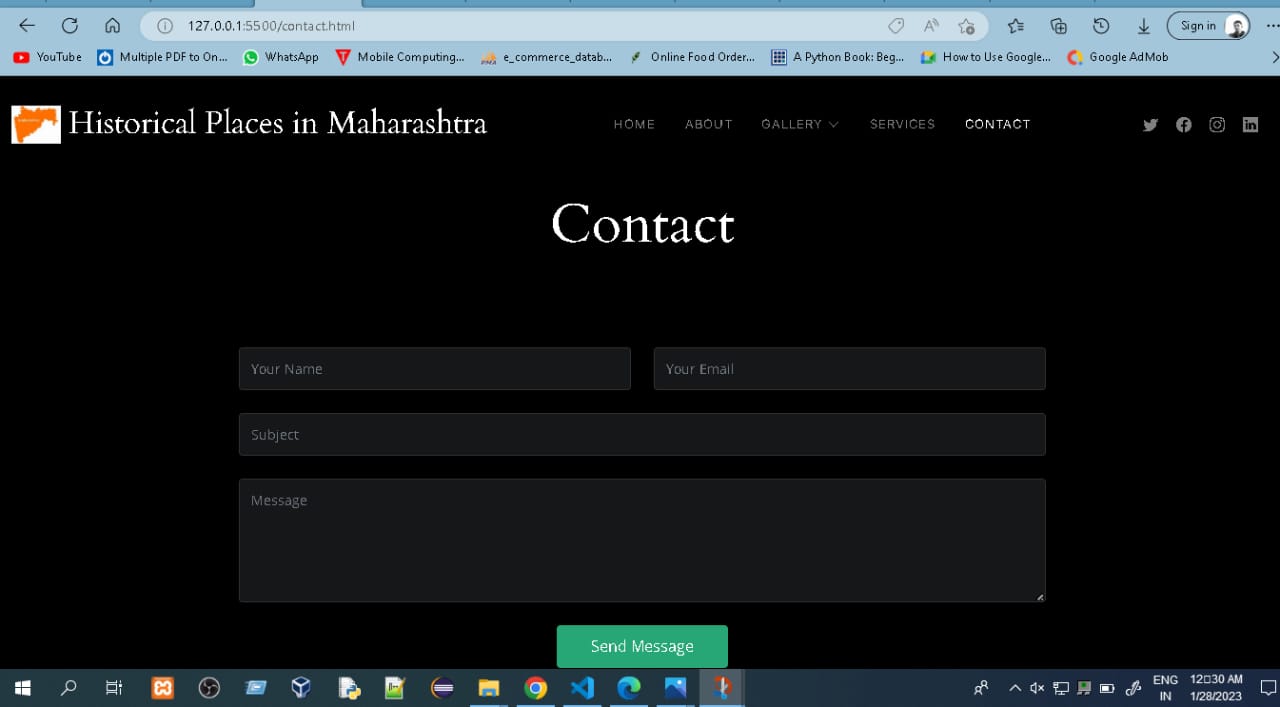 127.0.0.1:5500/contact.html
Sign in
YouTube Multiple PDF to On... WhatsApp Mobile Computing... e_commerce_datab... Online Food Order... A Python Book: Beg... How to Use Google... Google AdMob
Historical Places in Maharashtra
HOME ABOUT GALLERY SERVICES CONTACT
Contact
Your Name Your Email
Subject
Message
Send Message
ENG 12□30 AM
IN 1/28/2023